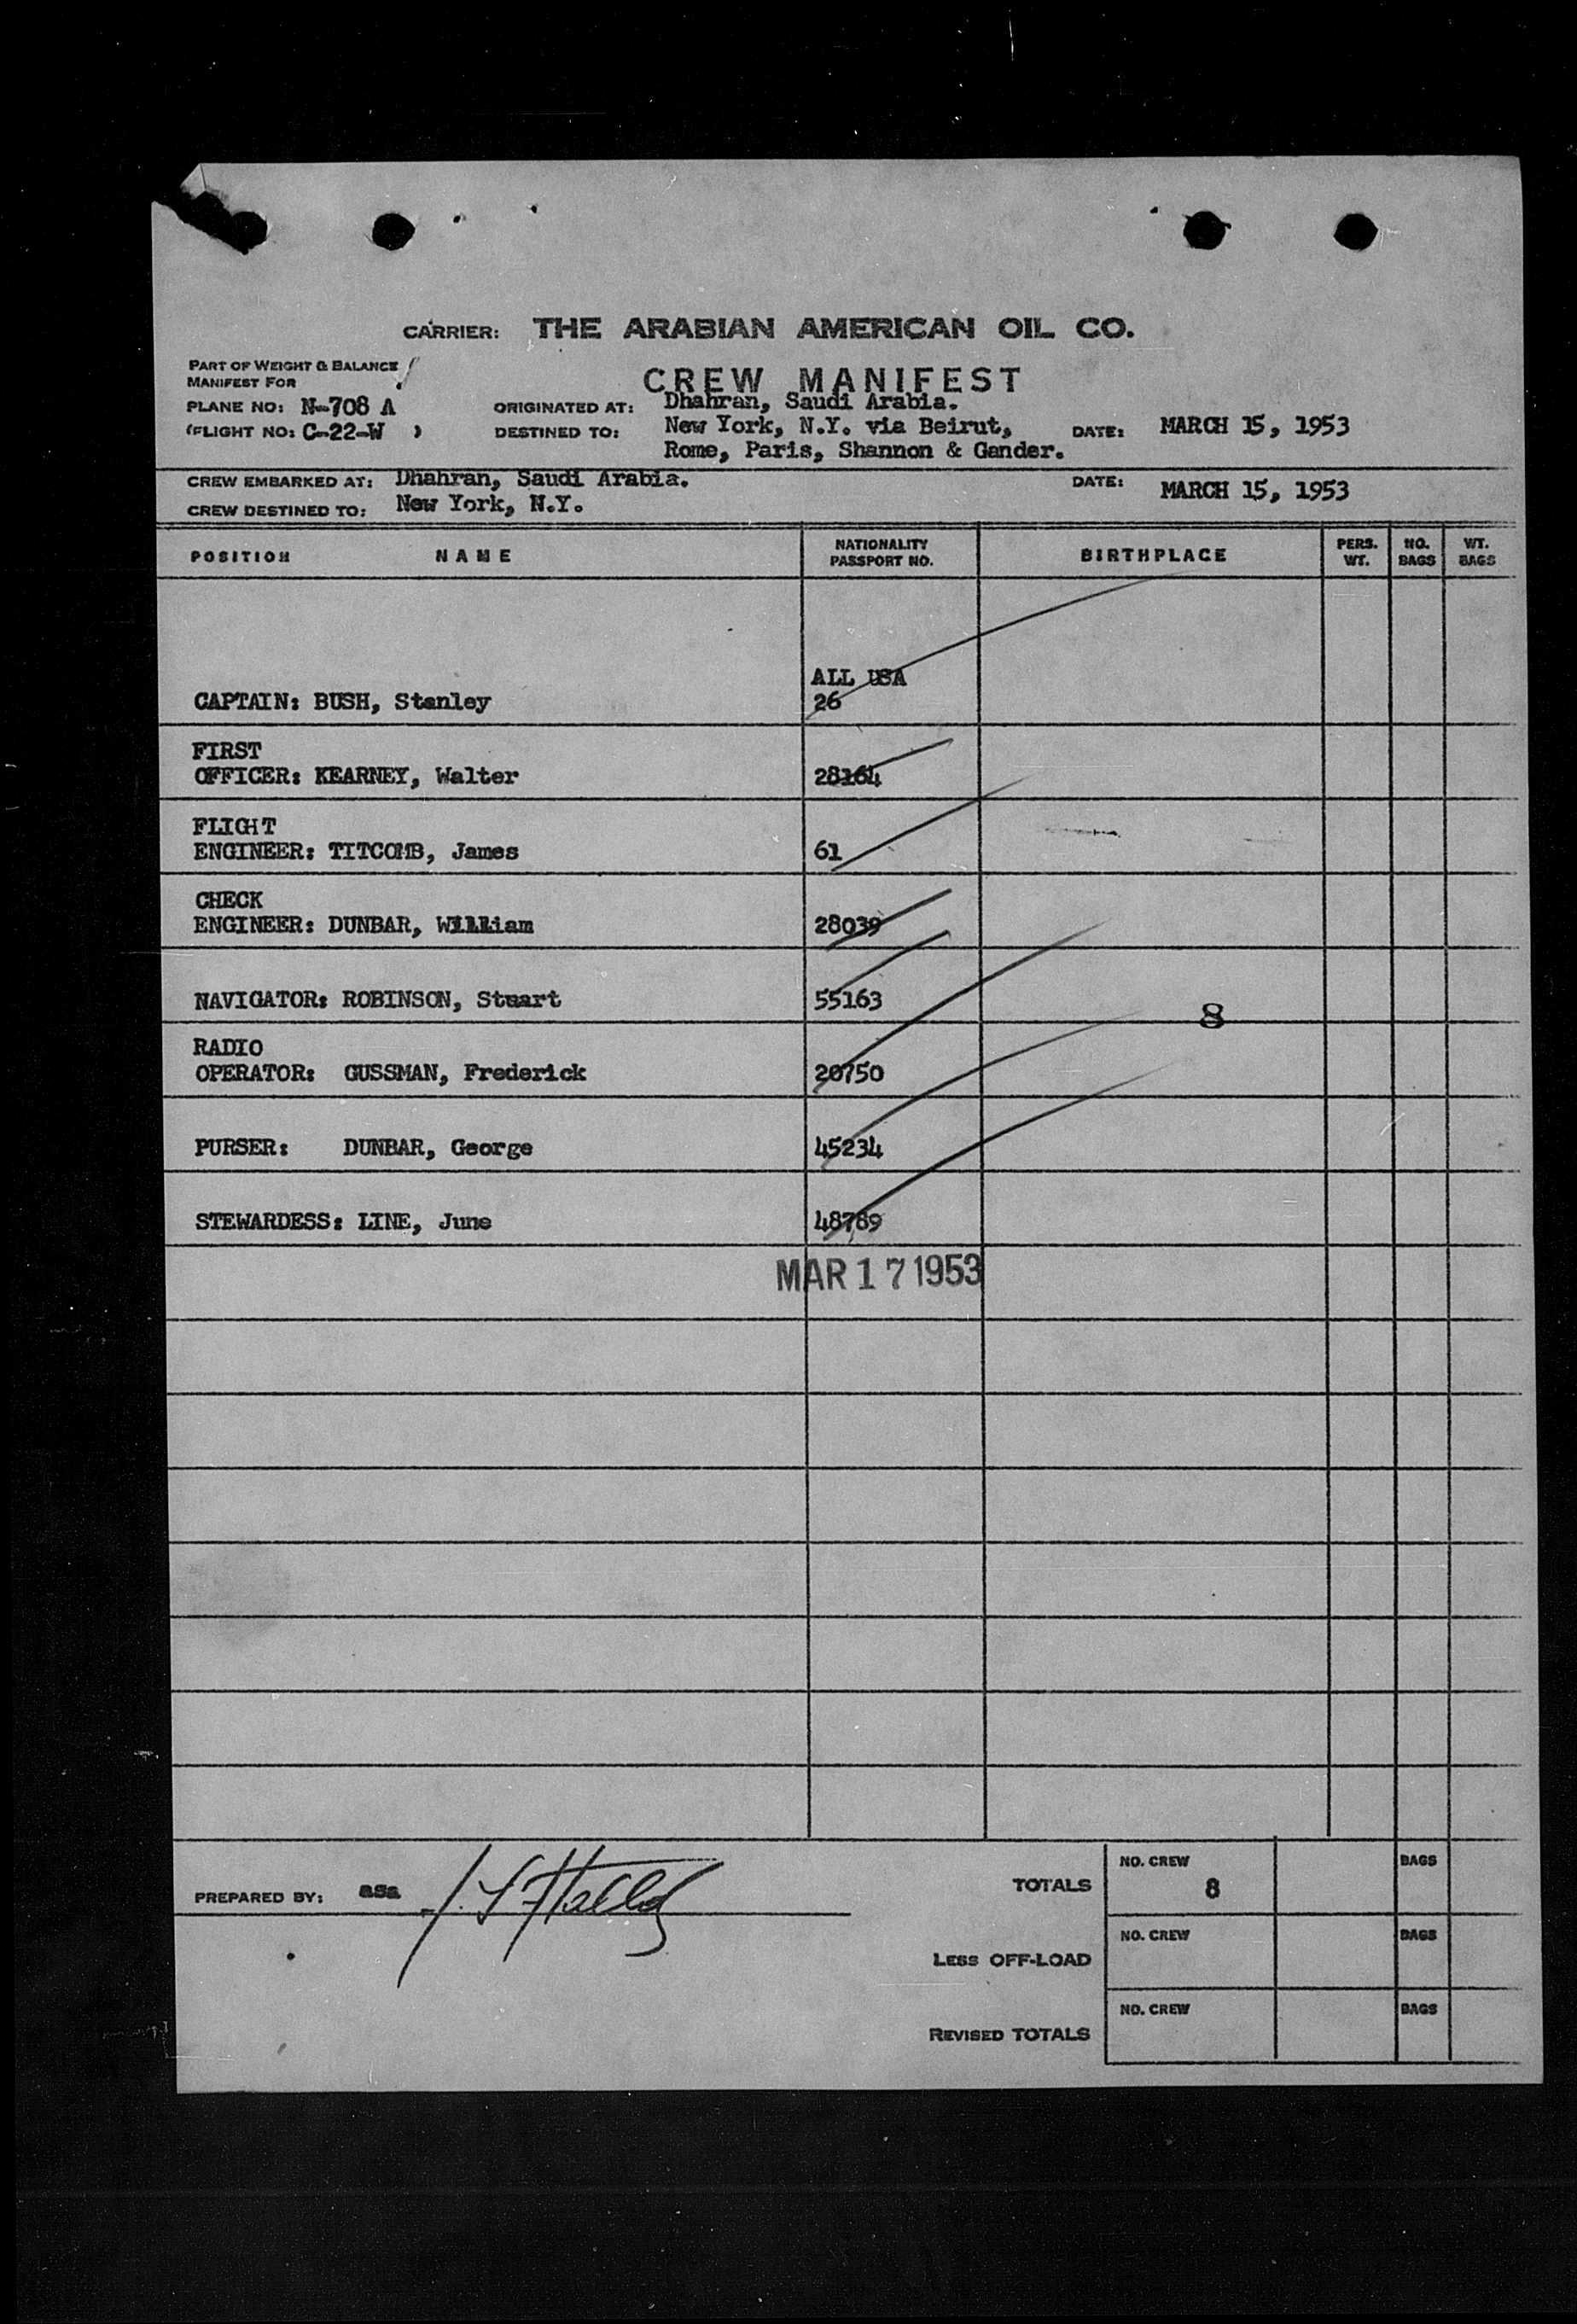 CARRIER: THE ARABIAN AMERICAN OIL CO.
PART OF WEIGHT & BALANCE
MANIFEST FOR
CREW MANIFEST
PLANE NO: N-708 A
ORIGINATED AT: Dhahran, Saudi Arabia.
(FLIGHT NO: C-22-W )
DESTINED TO: New York, N.Y. via Beirut,
Rome, Paris, Shannon & Gander.
DATE: MARCH 15, 1953
CREW EMBARKED AT: Dhahran, Saudi Arabia.
DATE: MARCH 15, 1953
CREW DESTINED TO: New York, N.Y.
POSITION NAME NATIONALITY PASSPORT NO. BIRTHPLACE PERS. WT. NO. BAGS WT. BAGS
ALL USA
CAPTAIN: BUSH, Stanley 26
FIRST
OFFICER: KEARNEY, Walter 28164
FLIGHT
ENGINEER: TITCOMB, James 61
CHECK
ENGINEER: DUNBAR, William 28039
NAVIGATOR: ROBINSON, Stuart 55163
8
RADIO
OPERATOR: GUSSMAN, Frederick 20750
PURSER: DUNBAR, George 45234
STEWARDESS: LINE, June 48789
MAR 17 1953
PREPARED BY: asa
TOTALS NO. CREW 8 BAGS
LESS OFF-LOAD NO. CREW BAGS
REVISED TOTALS NO. CREW BAGS